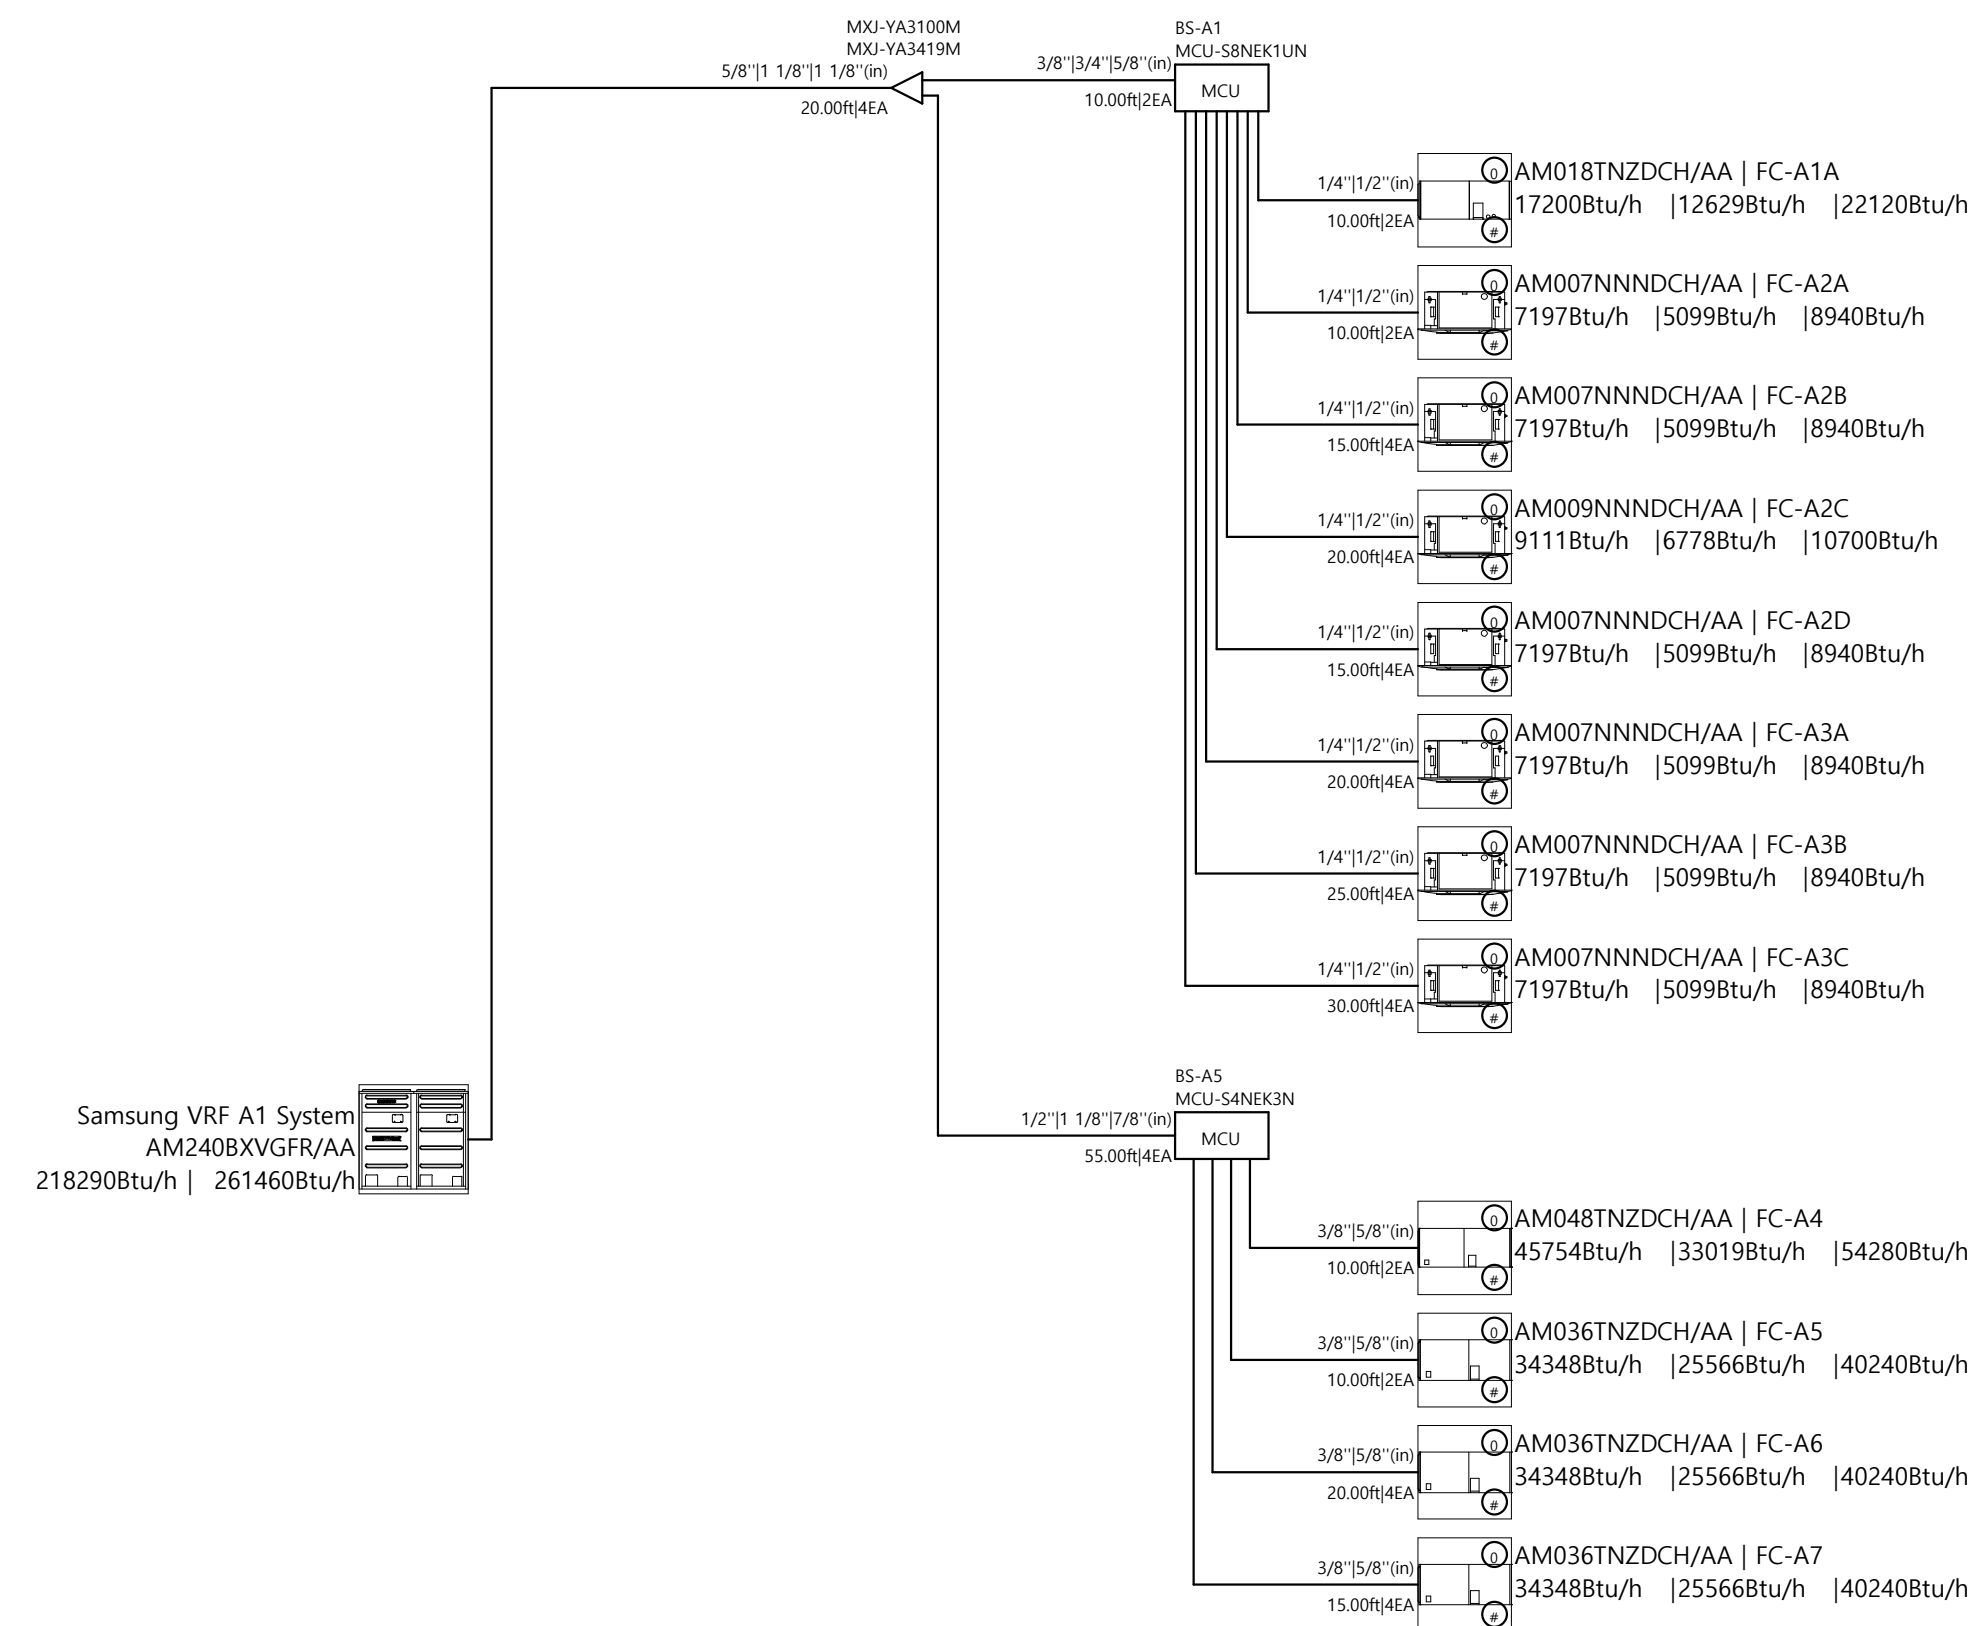 MXJ-YA3100M
MXJ-YA3419M
5/8''|1 1/8''|1 1/8''(in)
20.00ft|4EA
BS-A1
MCU-S8NEK1UN
3/8''|3/4''|5/8''(in)
10.00ft|2EA
MCU
1/4''|1/2''(in)
10.00ft|2EA
0
#
AM018TNZDCH/AA | FC-A1A
17200Btu/h |12629Btu/h |22120Btu/h
1/4''|1/2''(in)
10.00ft|2EA
0
#
AM007NNNDCH/AA | FC-A2A
7197Btu/h |5099Btu/h |8940Btu/h
1/4''|1/2''(in)
15.00ft|4EA
0
#
AM007NNNDCH/AA | FC-A2B
7197Btu/h |5099Btu/h |8940Btu/h
1/4''|1/2''(in)
20.00ft|4EA
0
#
AM009NNNDCH/AA | FC-A2C
9111Btu/h |6778Btu/h |10700Btu/h
1/4''|1/2''(in)
15.00ft|4EA
0
#
AM007NNNDCH/AA | FC-A2D
7197Btu/h |5099Btu/h |8940Btu/h
1/4''|1/2''(in)
20.00ft|4EA
0
#
AM007NNNDCH/AA | FC-A3A
7197Btu/h |5099Btu/h |8940Btu/h
1/4''|1/2''(in)
25.00ft|4EA
0
#
AM007NNNDCH/AA | FC-A3B
7197Btu/h |5099Btu/h |8940Btu/h
1/4''|1/2''(in)
30.00ft|4EA
0
#
AM007NNNDCH/AA | FC-A3C
7197Btu/h |5099Btu/h |8940Btu/h
Samsung VRF A1 System
AM240BXVGFR/AA
218290Btu/h | 261460Btu/h
BS-A5
MCU-S4NEK3N
1/2''|1 1/8''|7/8''(in)
55.00ft|4EA
MCU
3/8''|5/8''(in)
10.00ft|2EA
0
#
AM048TNZDCH/AA | FC-A4
45754Btu/h |33019Btu/h |54280Btu/h
3/8''|5/8''(in)
10.00ft|2EA
0
#
AM036TNZDCH/AA | FC-A5
34348Btu/h |25566Btu/h |40240Btu/h
3/8''|5/8''(in)
20.00ft|4EA
0
#
AM036TNZDCH/AA | FC-A6
34348Btu/h |25566Btu/h |40240Btu/h
3/8''|5/8''(in)
15.00ft|4EA
0
#
AM036TNZDCH/AA | FC-A7
34348Btu/h |25566Btu/h |40240Btu/h